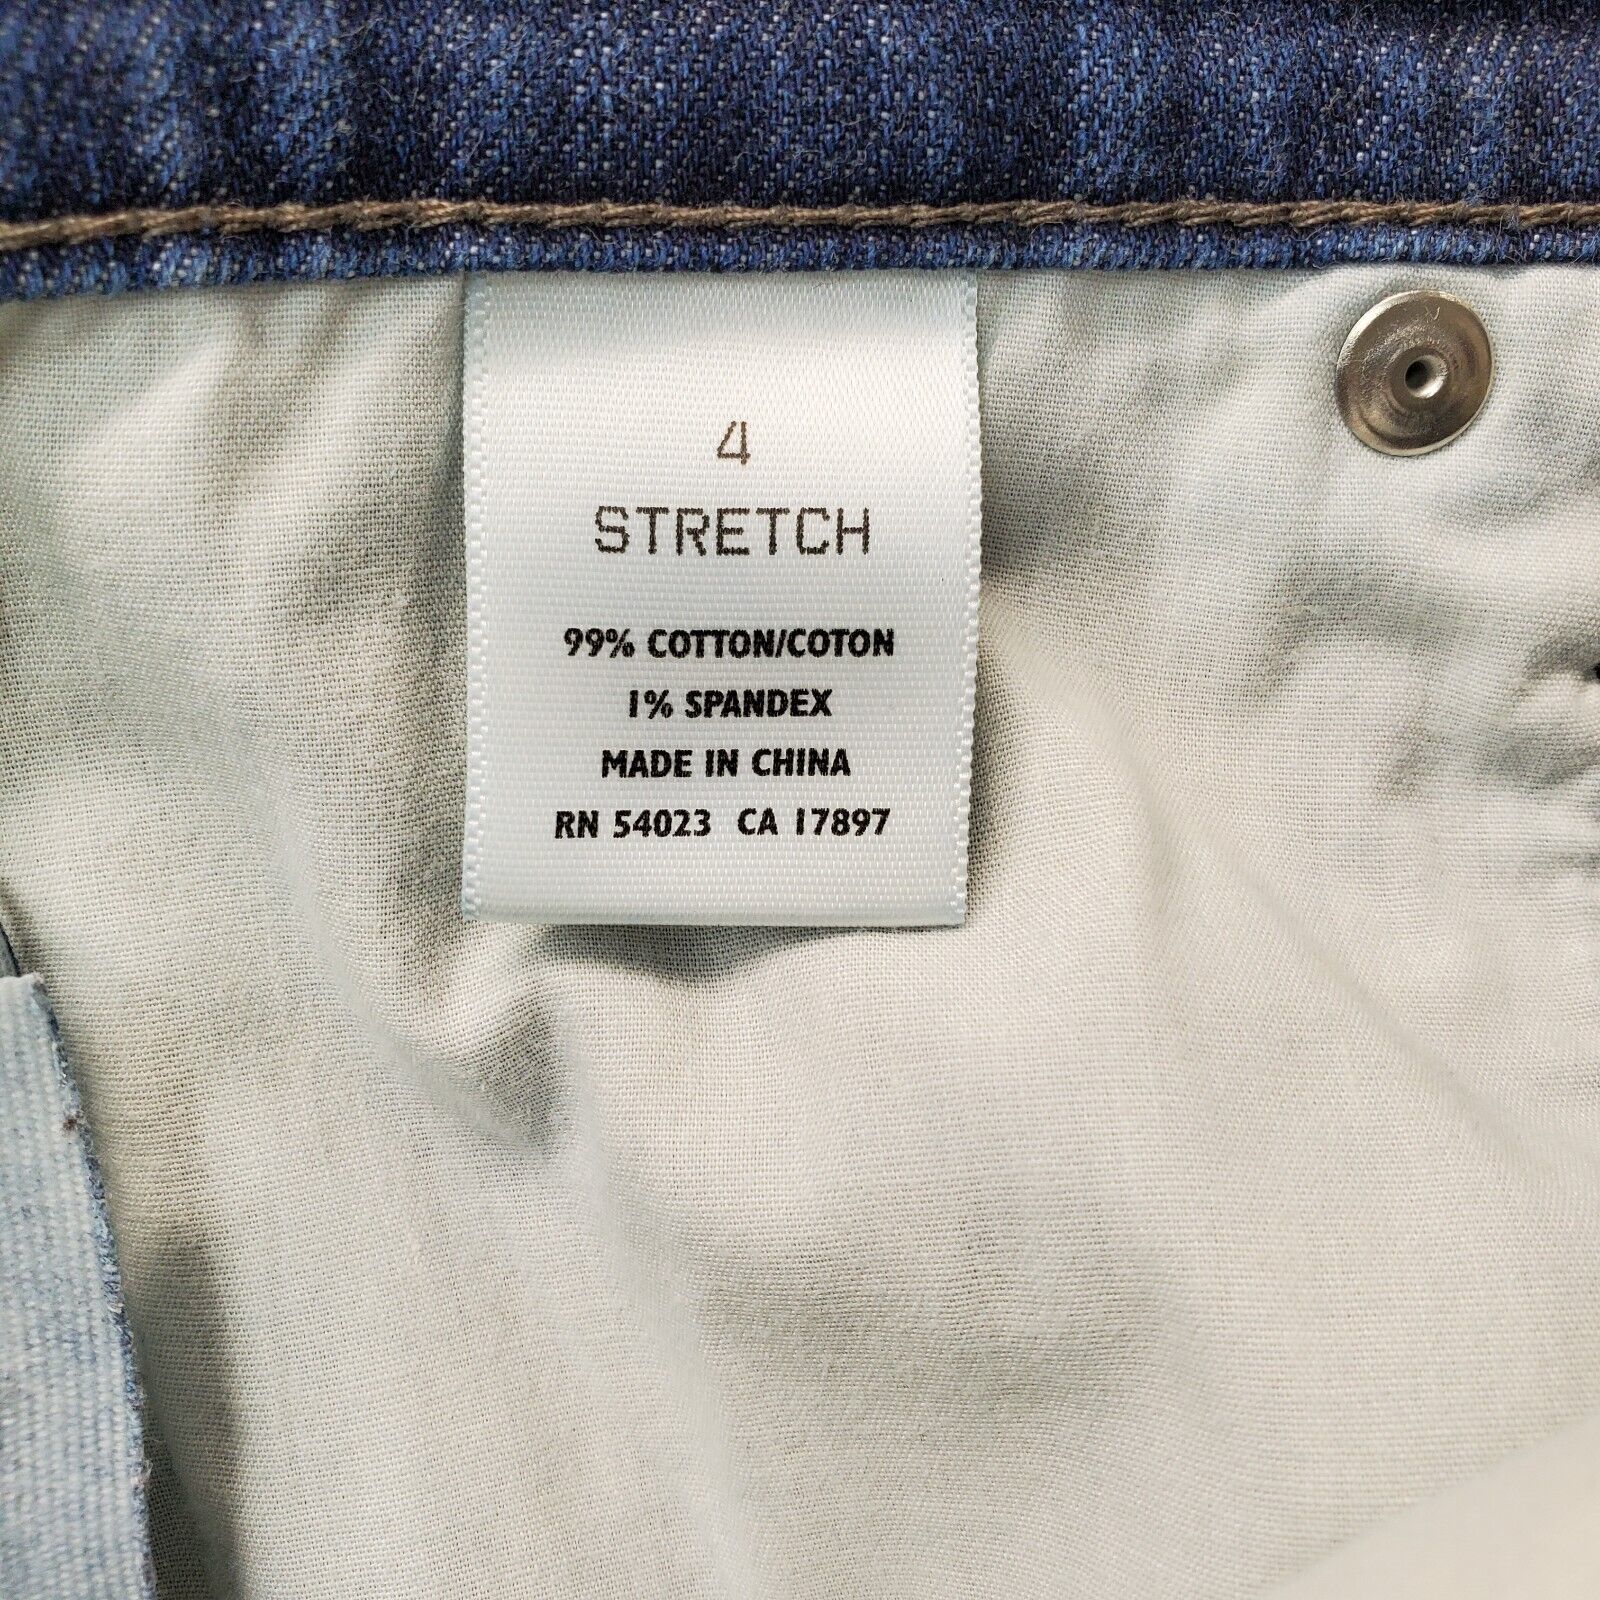 4
STRETCH
99% COTTON/COTON
1% SPANDEX
MADE IN CHINA
RN 54023 CA 17897